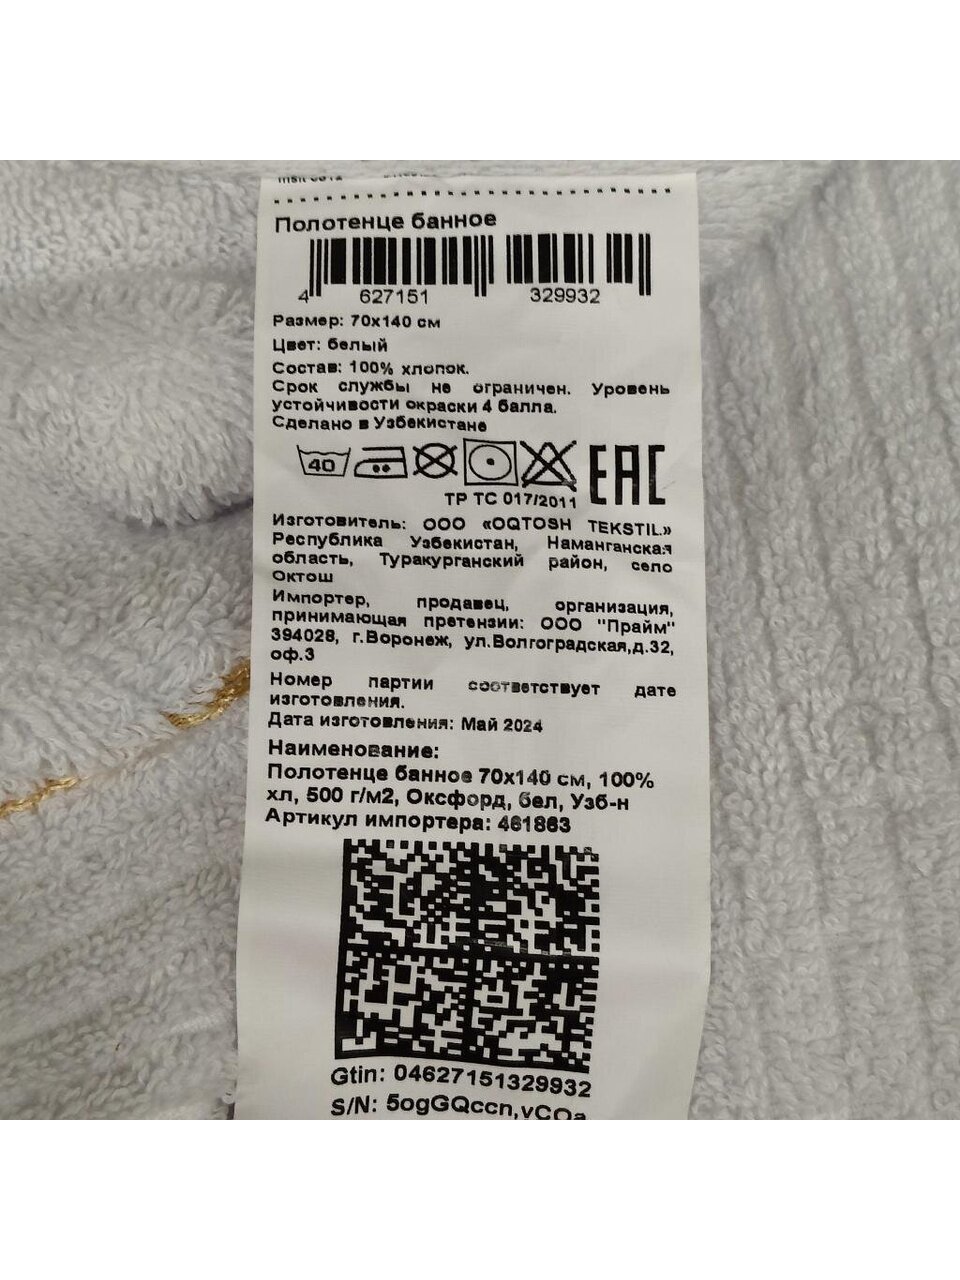 Полотенце банное
4 627151 329932
Размер: 70х140 см
Цвет: белый
Состав: 100% хлопок.
Срок службы не ограничен. Уровень
устойчивости окраски 4 балла.
Сделано в Узбекистане
40
EAC
ТР ТС 017/2011
Изготовитель: ООО «OQTOSH TEKSTIL»
Республика Узбекистан, Наманганская
область, Туракурганский район, село
Октош
Импортер, продавец, организация,
принимающая претензии: ООО "Прайм"
394028, г.Воронеж, ул.Волгоградская,д.32,
оф.3
Номер партии соответствует дате
изготовления.
Дата изготовления: Май 2024
Наименование:
Полотенце банное 70х140 см, 100%
хл, 500 г/м2, Оксфорд, бел, Узб-н
Артикул импортера: 461863
Gtin: 04627151329932
S/N: 5ogGQccn,vCOa